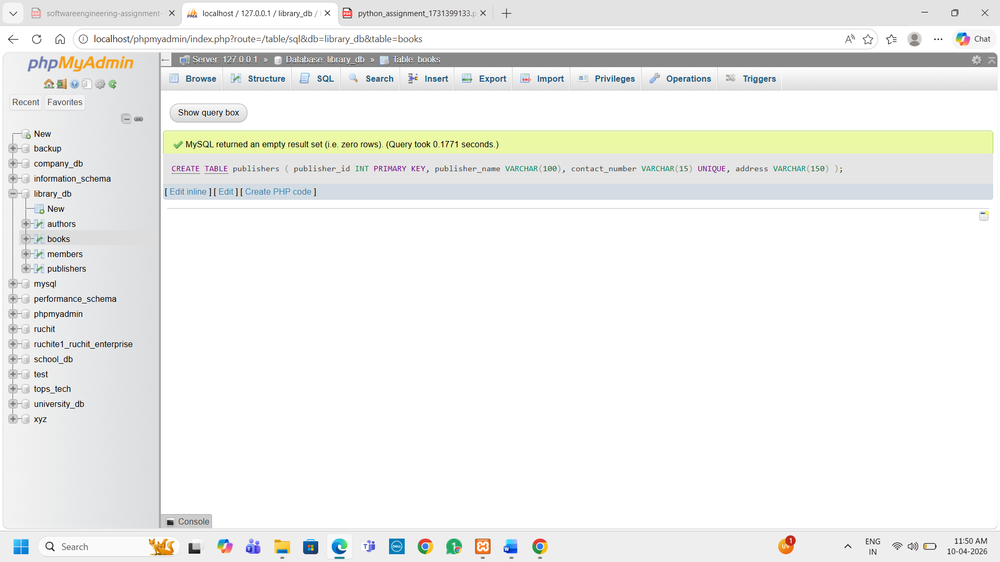 softwareengineering-assignment-
localhost / 127.0.0.1 / library_db /
python_assignment_1731399133.p
localhost/phpmyadmin/index.php?route=/table/sql&db=library_db&table=books
Chat
phpMyAdmin
Recent
Favorites
New
backup
company_db
information_schema
library_db
New
authors
books
members
publishers
mysql
performance_schema
phpmyadmin
ruchit
ruchite1_ruchit_enterprise
school_db
test
tops_tech
university_db
xyz
Server: 127.0.0.1 » Database: library_db » Table: books
Browse Structure SQL Search Insert Export Import Privileges Operations Triggers
Show query box
MySQL returned an empty result set (i.e. zero rows). (Query took 0.1771 seconds.)
CREATE TABLE publishers ( publisher_id INT PRIMARY KEY, publisher_name VARCHAR(100), contact_number VARCHAR(15) UNIQUE, address VARCHAR(150) );
[ Edit inline ] [ Edit ] [ Create PHP code ]
Console
Search
DELL
UV
1
ENG
IN
11:50 AM
10-04-2026